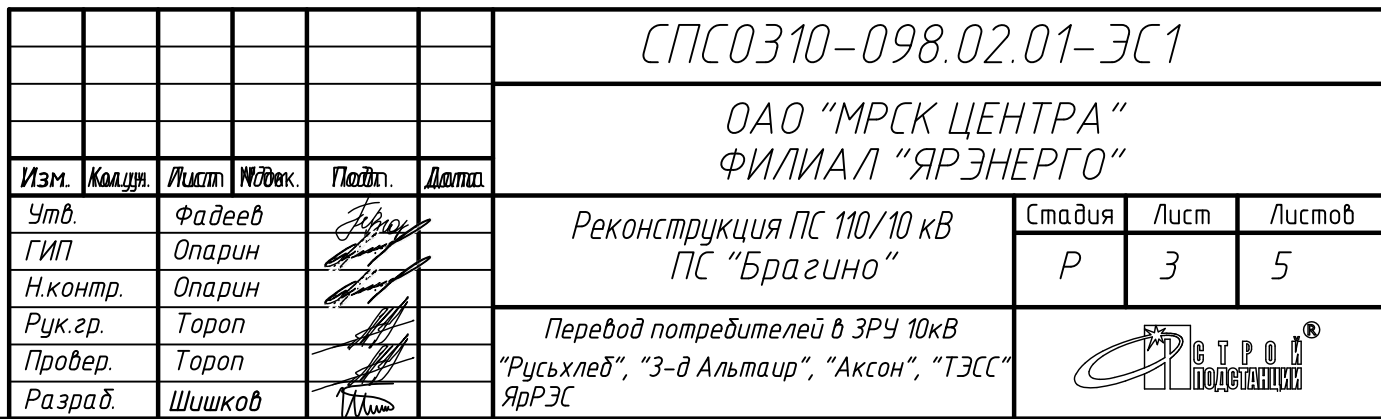 СПС0310-098.02.01-ЭС1
ОАО "МРСК ЦЕНТРА"
ФИЛИАЛ "ЯРЭНЕРГО"
Изм. Кол.уч. Лист №док. Подп. Дата
Утв. Фадеев
ГИП Опарин
Н.контр. Опарин
Рук.гр. Тороп
Провер. Тороп
Разраб. Шишков
Реконструкция ПС 110/10 кВ
ПС "Брагино"
Стадия Лист Листов
Р 3 5
Перевод потребителей в ЗРУ 10кВ
"Русьхлеб", "З-д Альтаир", "Аксон", "ТЭСС"
ЯрРЭС
СТРОЙ ®
ПОДСТАНЦИИ